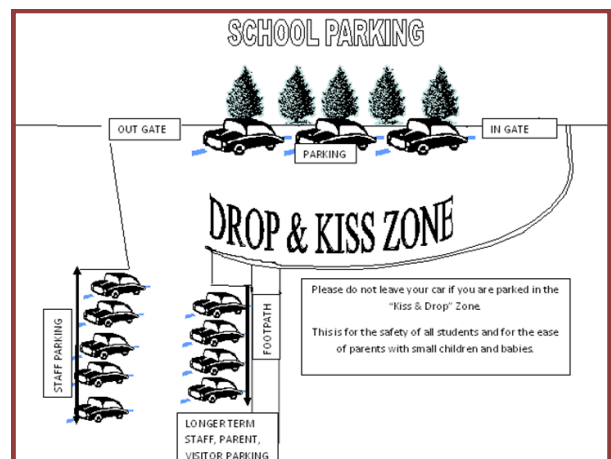 SCHOOL PARKING
OUT GATE
IN GATE
PARKING
DROP & KISS ZONE
Please do not leave your car if you are parked in the
"Kiss & Drop" Zone.
This is for the safety of all students and for the ease
of parents with small children and babies.
STAFF PARKING
FOOTPATH
LONGER TERM
STAFF, PARENT,
VISITOR PARKING